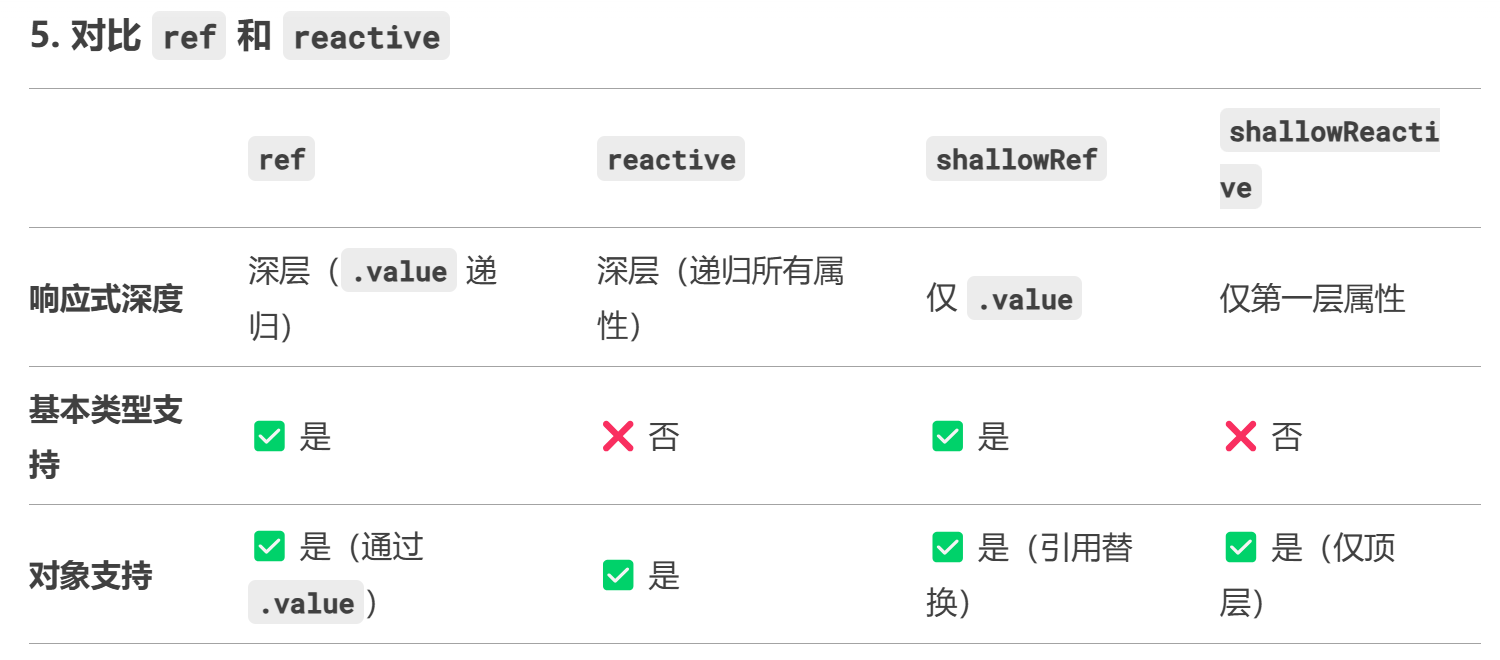 5. 对比 ref 和 reactive
ref
reactive
shallowRef
shallowReacti
ve
响应式深度
深层（.value 递
归）
深层（递归所有属
性）
仅 .value
仅第一层属性
基本类型支
持
✅ 是
❌ 否
✅ 是
❌ 否
对象支持
✅ 是（通过
.value）
✅ 是
✅ 是（引用替
换）
✅ 是（仅顶
层）